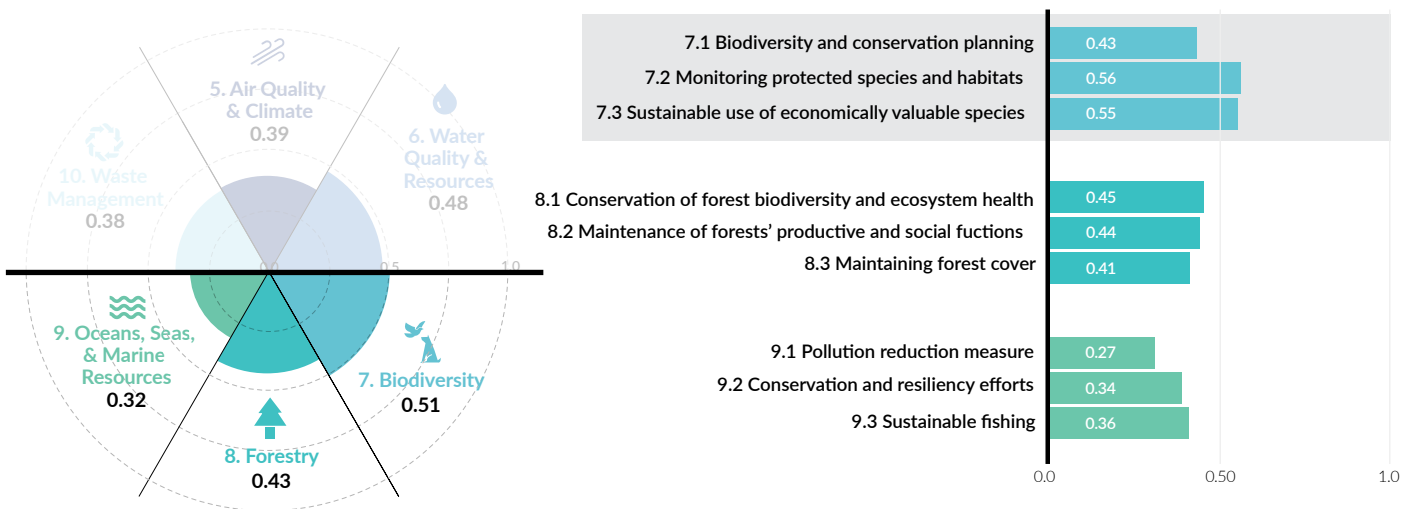 5. Air Quality
& Climate
0.39
6. Water
Quality &
Resources
0.48
10. Waste
Management
0.38
0.0
0.5
1.0
9. Oceans, Seas,
& Marine
Resources
0.32
7. Biodiversity
0.51
8. Forestry
0.43
7.1 Biodiversity and conservation planning
0.43
7.2 Monitoring protected species and habitats
0.56
7.3 Sustainable use of economically valuable species
0.55
8.1 Conservation of forest biodiversity and ecosystem health
0.45
8.2 Maintenance of forests’ productive and social fuctions
0.44
8.3 Maintaining forest cover
0.41
9.1 Pollution reduction measure
0.27
9.2 Conservation and resiliency efforts
0.34
9.3 Sustainable fishing
0.36
0.0
0.50
1.0